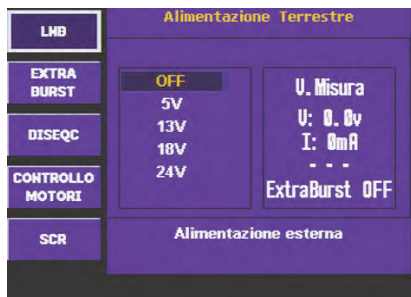 LNB
EXTRA
BURST
DISEQC
CONTROLLO
MOTORI
SCR
Alimentazione Terrestre
OFF
5V
13V
18V
24V
V. Misura
V: 0.0v
I: 0mA
- - -
ExtraBurst OFF
Alimentazione esterna